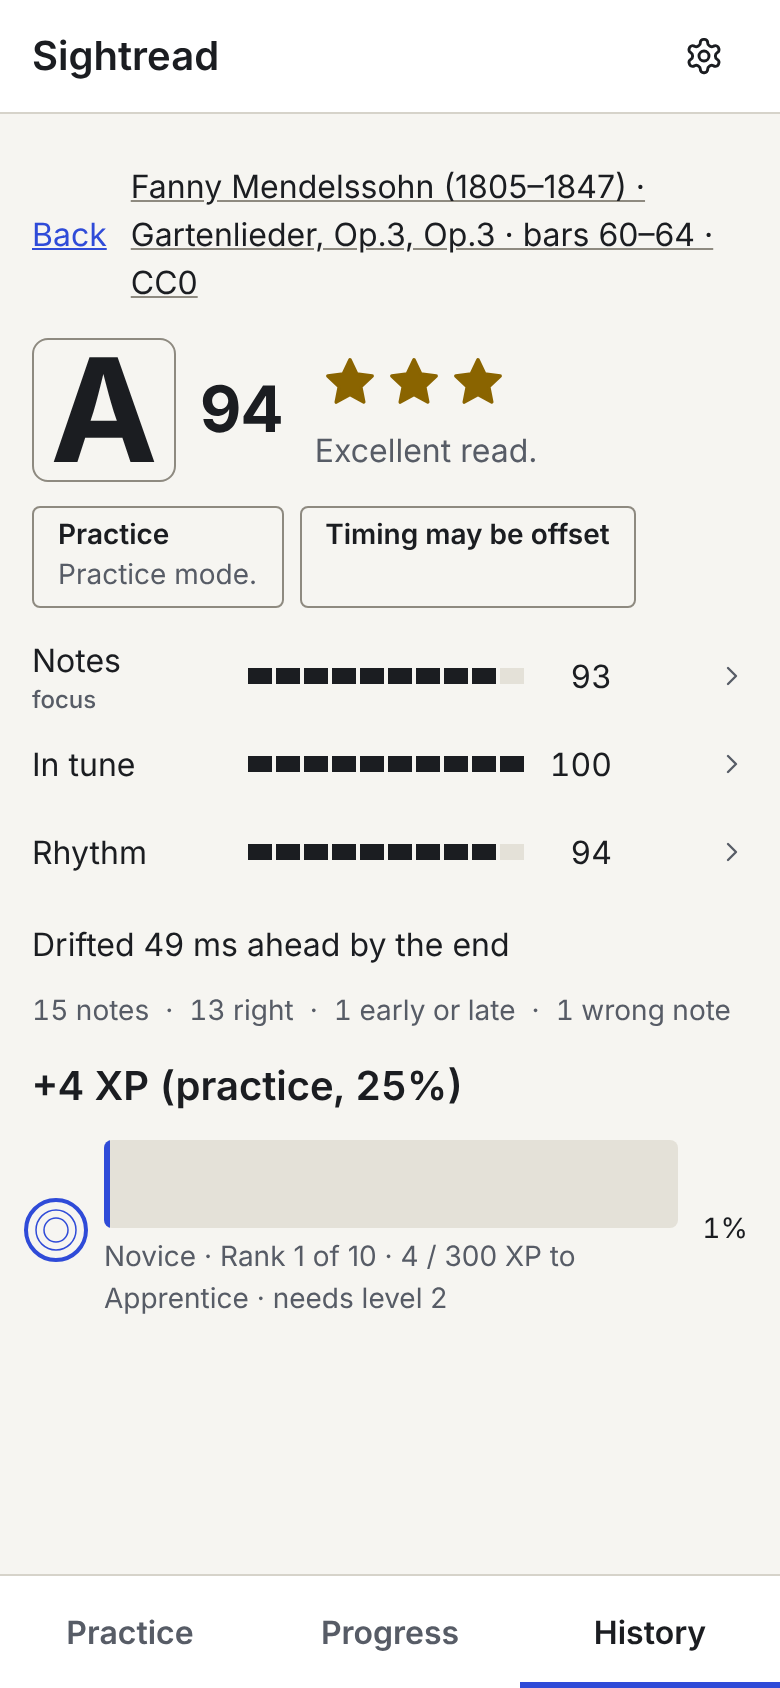 Sightread
Back
Fanny Mendelssohn (1805–1847) ·
Gartenlieder, Op.3, Op.3 · bars 60–64 ·
CC0
A
94
Excellent read.
Practice
Practice mode.
Timing may be offset
Notes
focus
93
In tune
100
Rhythm
94
Drifted 49 ms ahead by the end
15 notes · 13 right · 1 early or late · 1 wrong note
+4 XP (practice, 25%)
1%
Novice · Rank 1 of 10 · 4 / 300 XP to
Apprentice · needs level 2
Practice
Progress
History